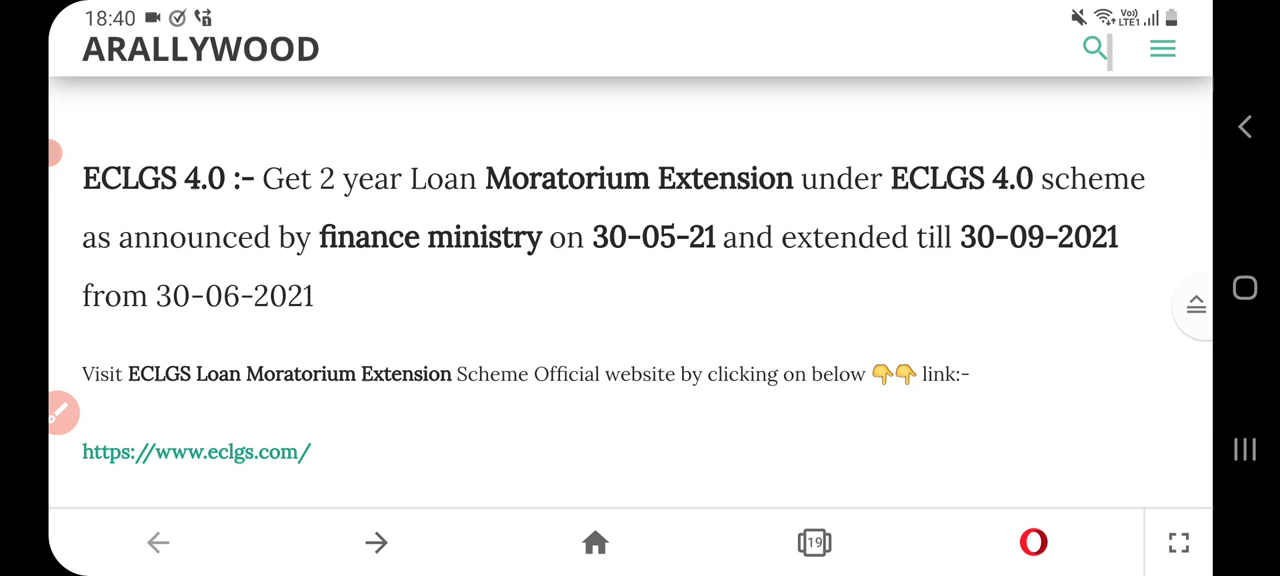 18:40 Vo)) LTE1
ARALLYWOOD
ECLGS 4.0 :- Get 2 year Loan Moratorium Extension under ECLGS 4.0 scheme
as announced by finance ministry on 30-05-21 and extended till 30-09-2021
from 30-06-2021
Visit ECLGS Loan Moratorium Extension Scheme Official website by clicking on below 👇👇 link:-
https://www.eclgs.com/
19